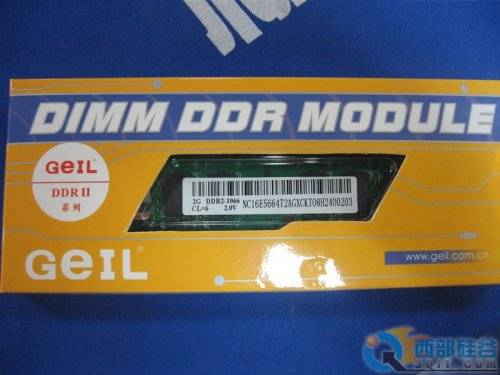 DIMM DDR MODULE
GeIL
DDR II
系列
2G DDR2-1066
CL=6 2.0V
NC16E5664T2AGXCKT08H2400203
GeIL
www.geil.com.cn
西部硅谷